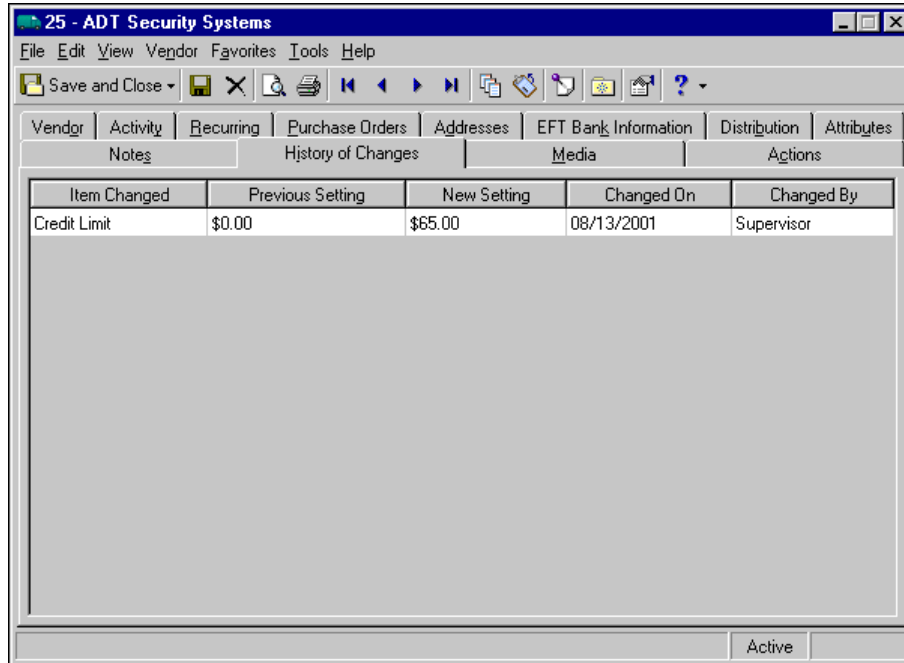 25 - ADT Security Systems
File Edit View Vendor Favorites Tools Help
Save and Close ?
Vendor Activity Recurring Purchase Orders Addresses EFT Bank Information Distribution Attributes
Notes History of Changes Media Actions
Item Changed Previous Setting New Setting Changed On Changed By
Credit Limit $0.00 $65.00 08/13/2001 Supervisor
Active